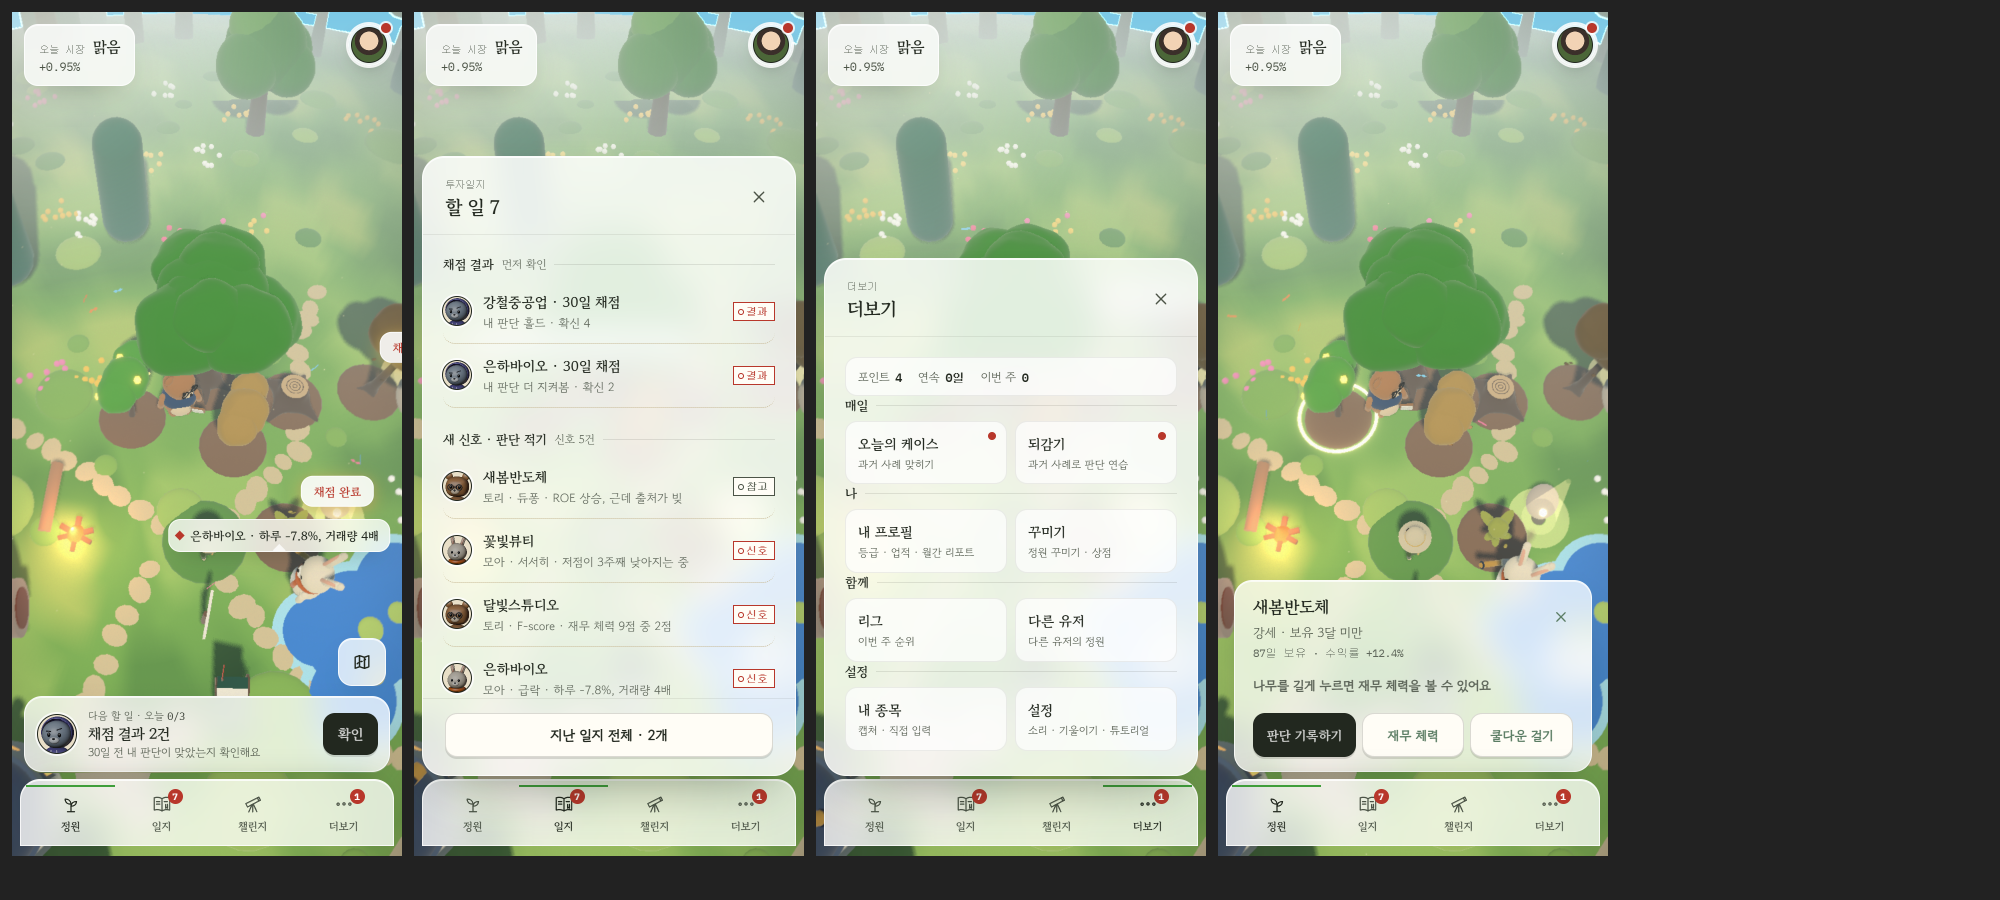 오늘 시장 맑음
+0.95%
채점 완료
은하바이오 · 하루 -7.8%, 거래량 4배
다음 할 일 · 오늘 0/3
채점 결과 2건
30일 전 내 판단이 맞았는지 확인해요
확인
정원
7
일지
챌린지
1
더보기
오늘 시장 맑음
+0.95%
투자일지
할 일 7
채점 결과 먼저 확인
강철중공업 · 30일 채점
내 판단 홀드 · 확신 4
결과
은하바이오 · 30일 채점
내 판단 더 지켜봄 · 확신 2
결과
새 신호 · 판단 적기 신호 5건
새봄반도체
토리 · 듀퐁 · ROE 상승, 근데 출처가 빚
참고
꽃빛뷰티
모아 · 서서히 · 저점이 3주째 낮아지는 중
신호
달빛스튜디오
토리 · F-score · 재무 체력 9점 중 2점
신호
은하바이오
모아 · 급락 · 하루 -7.8%, 거래량 4배
신호
지난 일지 전체 · 2개
정원
7
일지
챌린지
1
더보기
오늘 시장 맑음
+0.95%
더보기
더보기
포인트 4 연속 0일 이번 주 0
매일
오늘의 케이스
과거 사례 맞히기
되감기
과거 사례로 판단 연습
나
내 프로필
등급 · 업적 · 월간 리포트
꾸미기
정원 꾸미기 · 상점
함께
리그
이번 주 순위
다른 유저
다른 유저의 정원
설정
내 종목
캡처 · 직접 입력
설정
소리 · 기울이기 · 튜토리얼
정원
7
일지
챌린지
1
더보기
오늘 시장 맑음
+0.95%
새봄반도체
강세 · 보유 3달 미만
87일 보유 · 수익률 +12.4%
나무를 길게 누르면 재무 체력을 볼 수 있어요
판단 기록하기
재무 체력
쿨다운 걸기
정원
7
일지
챌린지
1
더보기